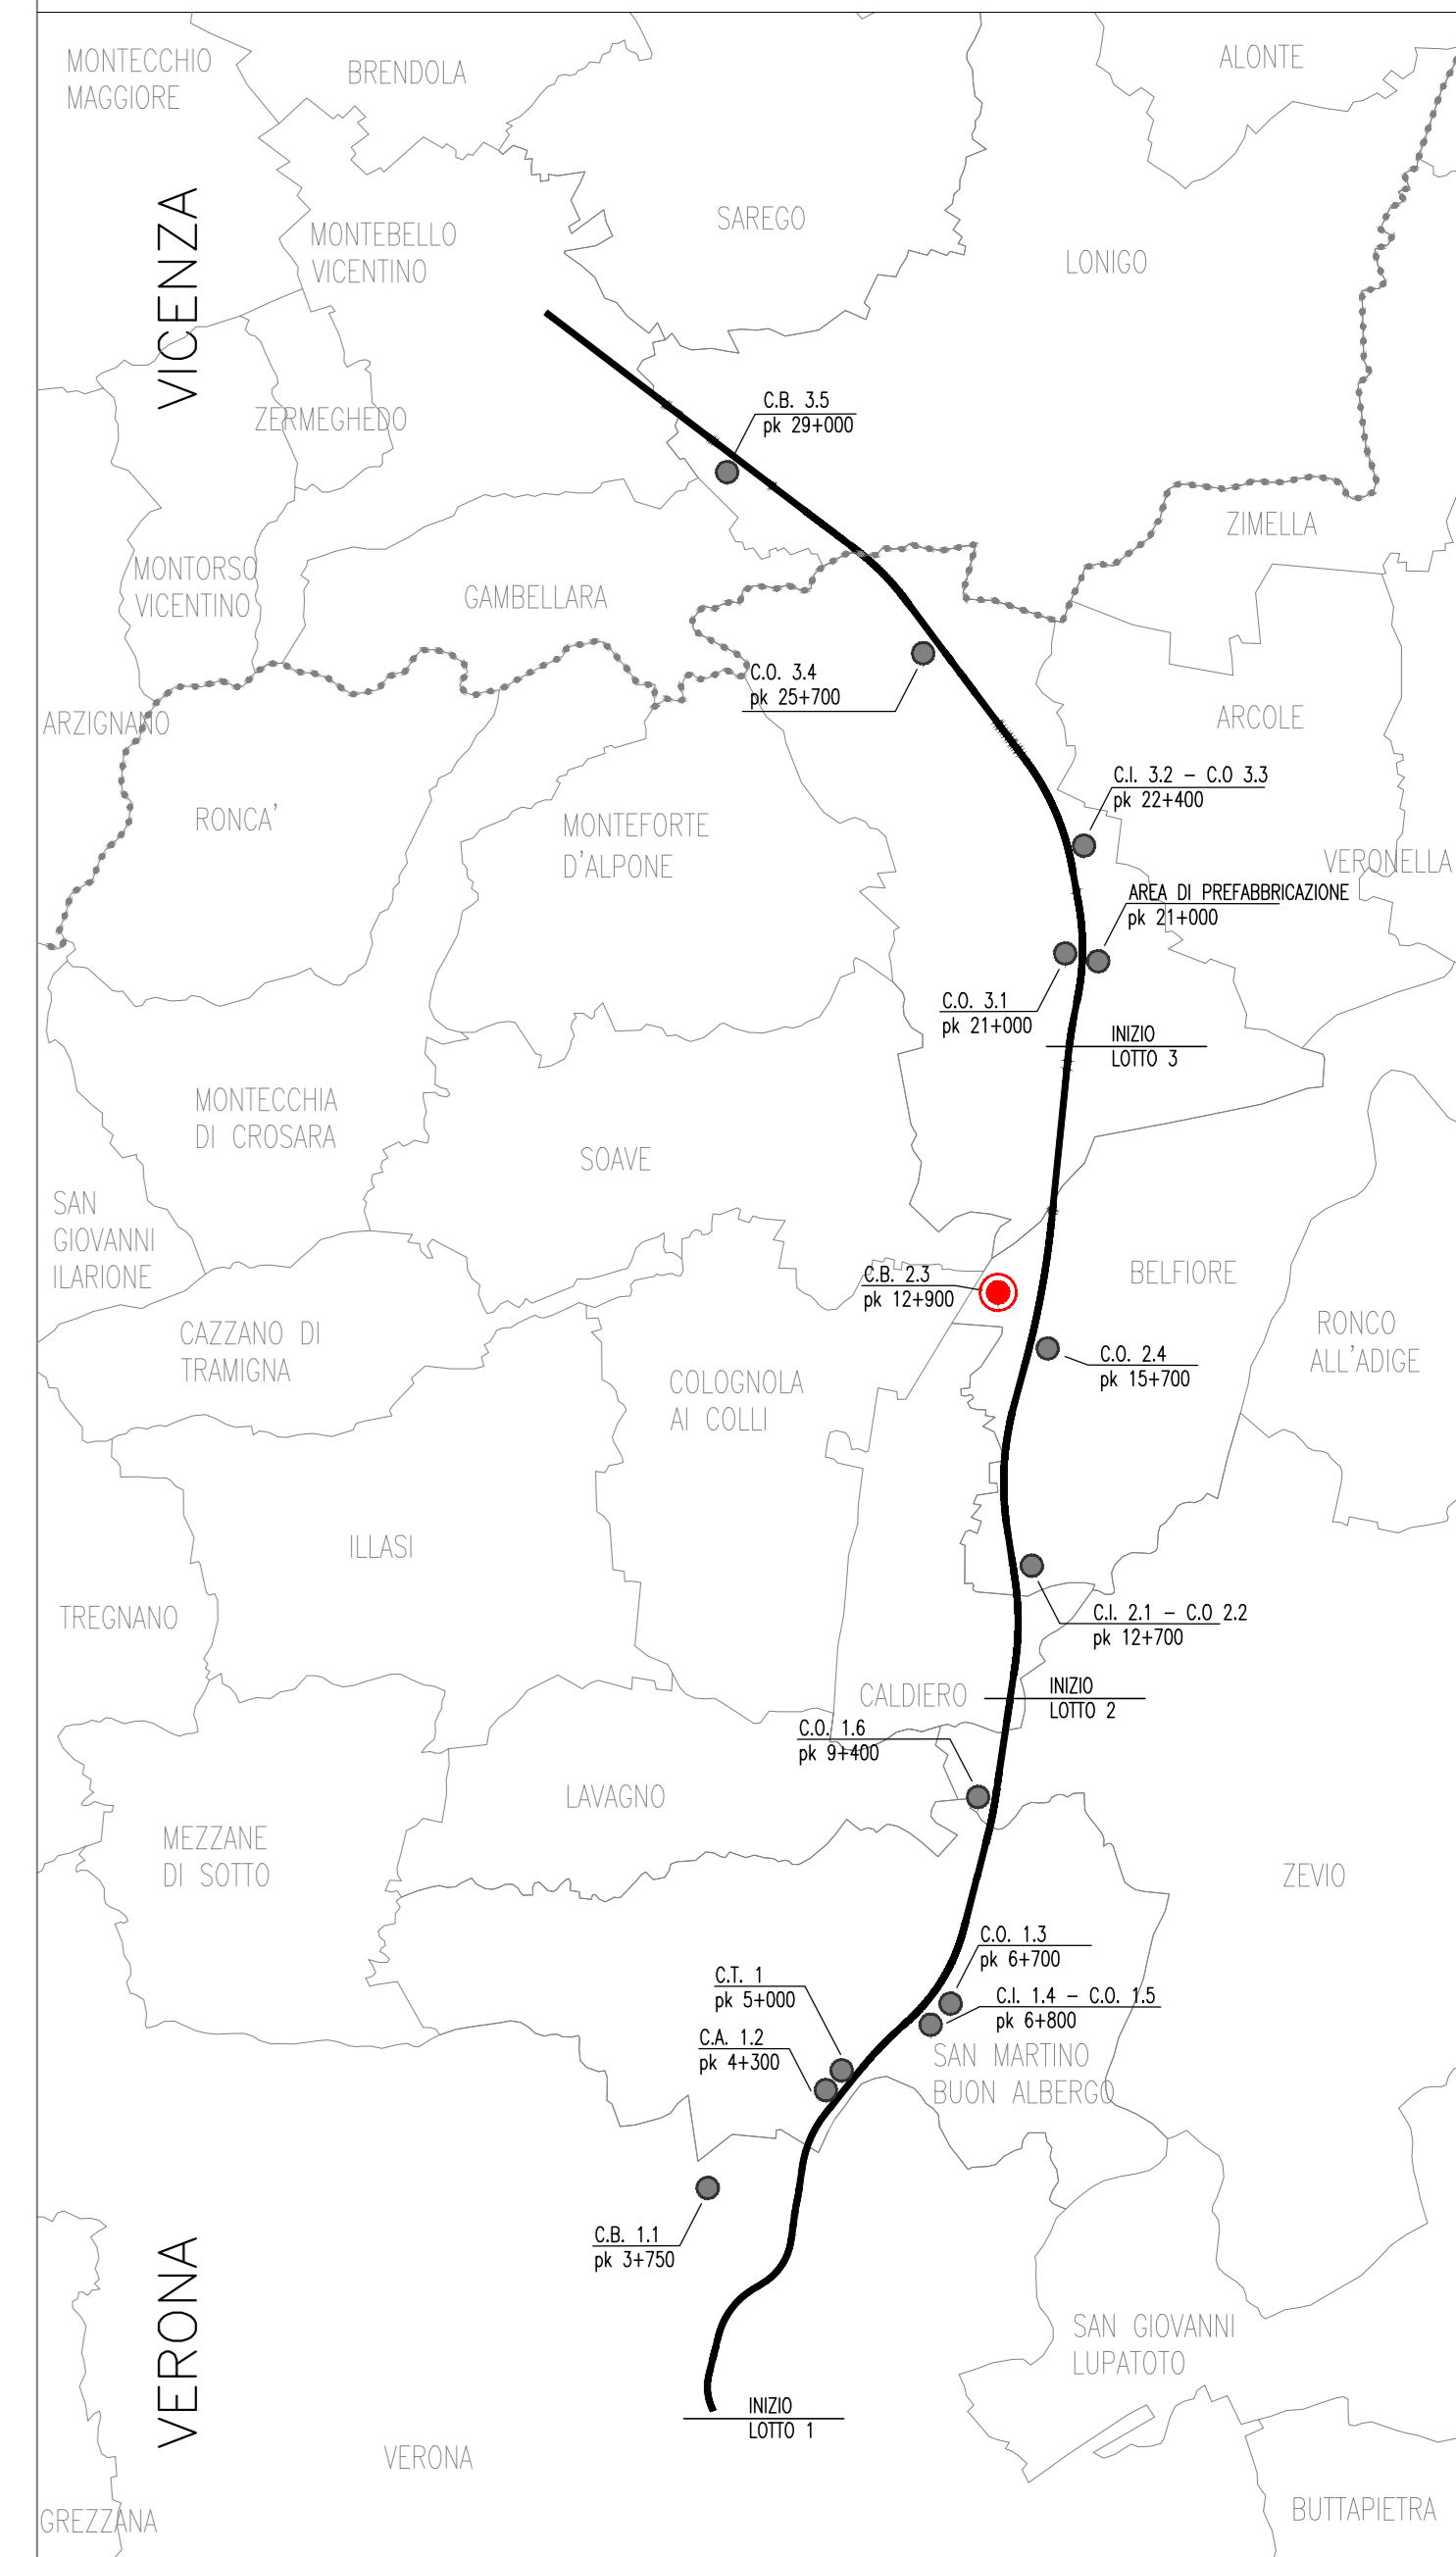 MONTECCHIO
MAGGIORE
BRENDOLA
ALONTE
VICENZA
MONTEBELLO
VICENTINO
SAREGO
LONIGO
ZERMEGHEDO
C.B. 3.5
pk 29+000
ZIMELLA
MONTORSO
VICENTINO
GAMBELLARA
C.O. 3.4
pk 25+700
ARZIGNANO
ARCOLE
RONCA'
MONTEFORTE
D'ALPONE
C.I. 3.2 - C.O 3.3
pk 22+400
VERONELLA
AREA DI PREFABBRICAZIONE
pk 21+000
C.O. 3.1
pk 21+000
INIZIO
LOTTO 3
MONTECCHIA
DI CROSARA
SOAVE
SAN
GIOVANNI
ILARIONE
C.B. 2.3
pk 12+900
BELFIORE
CAZZANO DI
TRAMIGNA
RONCO
ALL'ADIGE
C.O. 2.4
pk 15+700
COLOGNOLA
AI COLLI
ILLASI
TREGNANO
C.I. 2.1 - C.O 2.2
pk 12+700
CALDIERO
INIZIO
LOTTO 2
C.O. 1.6
pk 9+400
LAVAGNO
MEZZANE
DI SOTTO
ZEVIO
C.O. 1.3
pk 6+700
C.T. 1
pk 5+000
C.I. 1.4 - C.O. 1.5
pk 6+800
C.A. 1.2
pk 4+300
SAN MARTINO
BUON ALBERGO
C.B. 1.1
pk 3+750
VERONA
SAN GIOVANNI
LUPATOTO
INIZIO
LOTTO 1
VERONA
GREZZANA
BUTTAPIETRA